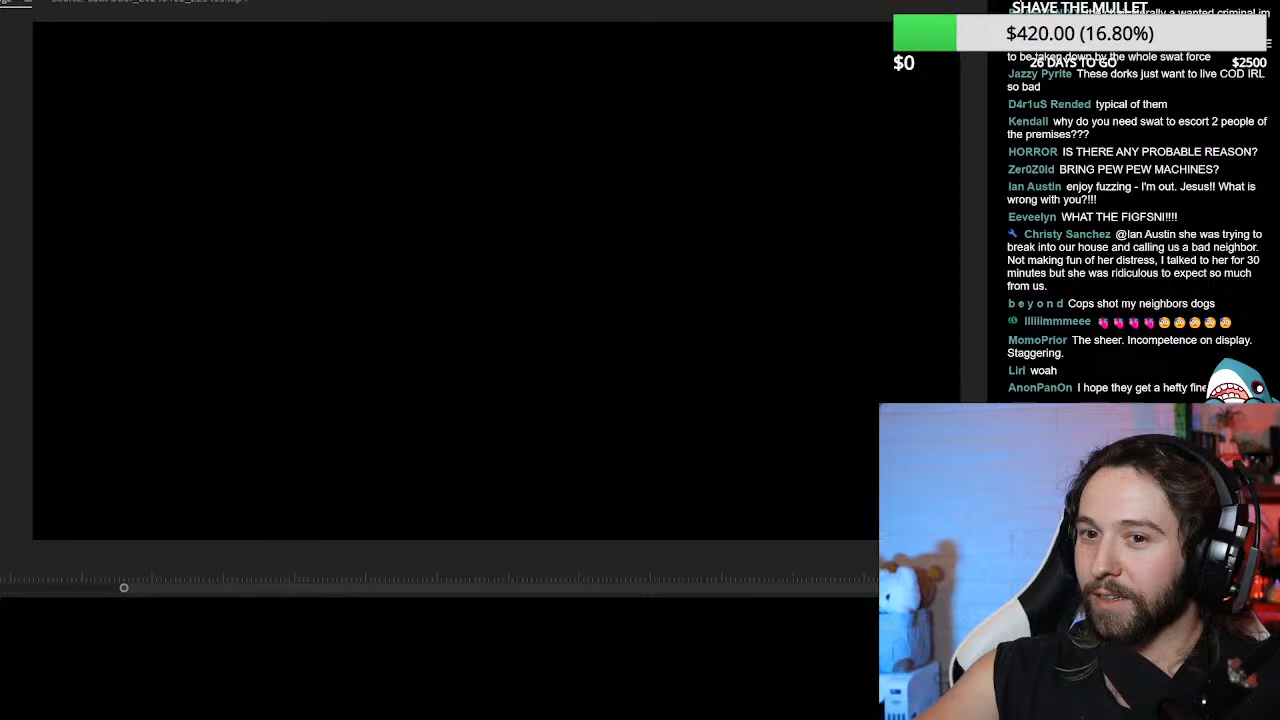 SHAVE THE MULLET
$420.00 (16.80%)
$0
26 DAYS TO GO
$2500
a wanted criminal im
to be taken down by the whole swat force
Jazzy Pyrite These dorks just want to live COD IRL
so bad
D4r1uS Rended typical of them
Kendall why do you need swat to escort 2 people of
the premises???
HORROR IS THERE ANY PROBABLE REASON?
Zer0Z0ld BRING PEW PEW MACHINES?
Ian Austin enjoy fuzzing - I'm out. Jesus!! What is
wrong with you?!!!
Eeveelyn WHAT THE FIGFSNI!!!!
Christy Sanchez @Ian Austin she was trying to
break into our house and calling us a bad neighbor.
Not making fun of her distress, I talked to her for 30
minutes but she was ridiculous to expect so much
from us.
b e y o n d Cops shot my neighbors dogs
MomoPrior The sheer. Incompetence on display.
Staggering.
Liri woah
AnonPanOn I hope they get a hefty fine